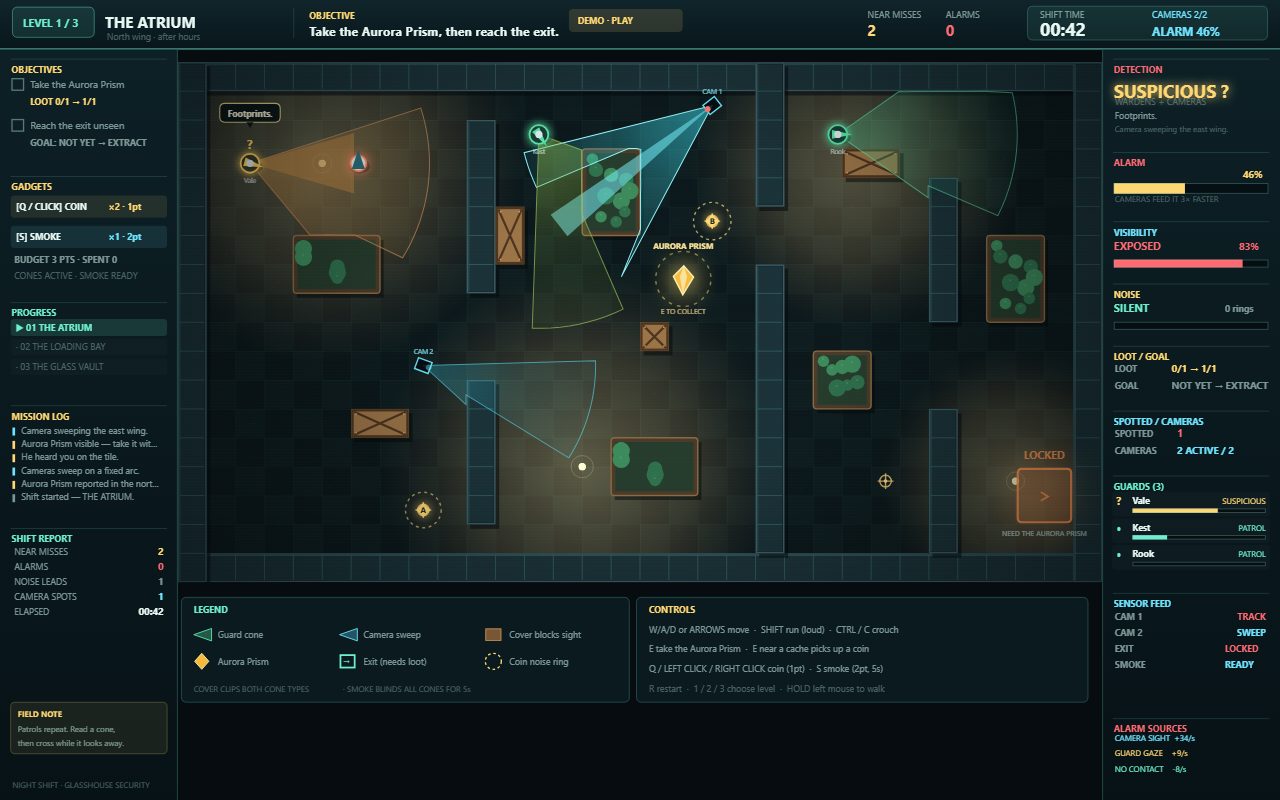 LEVEL 1 / 3
THE ATRIUM
North wing · after hours
OBJECTIVE
Take the Aurora Prism, then reach the exit.
DEMO · PLAY
NEAR MISSES
2
ALARMS
0
SHIFT TIME
00:42
CAMERAS 2/2
ALARM 46%
OBJECTIVES
Take the Aurora Prism
LOOT 0/1 → 1/1
Reach the exit unseen
GOAL: NOT YET → EXTRACT
GADGETS
[Q / CLICK] COIN ×2 · 1pt
[S] SMOKE ×1 · 2pt
BUDGET 3 PTS · SPENT 0
CONES ACTIVE · SMOKE READY
PROGRESS
▶ 01 THE ATRIUM
· 02 THE LOADING BAY
· 03 THE GLASS VAULT
MISSION LOG
Camera sweeping the east wing.
Aurora Prism visible — take it wit...
He heard you on the tile.
Cameras sweep on a fixed arc.
Aurora Prism reported in the nort...
Shift started — THE ATRIUM.
SHIFT REPORT
NEAR MISSES 2
ALARMS 0
NOISE LEADS 1
CAMERA SPOTS 1
ELAPSED 00:42
FIELD NOTE
Patrols repeat. Read a cone,
then cross while it looks away.
NIGHT SHIFT · GLASSHOUSE SECURITY
Footprints.
?
Vale
Kest
CAM 1
Rook
B
AURORA PRISM
E TO COLLECT
CAM 2
A
LOCKED
>
NEED THE AURORA PRISM
LEGEND
Guard cone
Camera sweep
Cover blocks sight
Aurora Prism
Exit (needs loot)
Coin noise ring
COVER CLIPS BOTH CONE TYPES
· SMOKE BLINDS ALL CONES FOR 5s
CONTROLS
W/A/D or ARROWS move · SHIFT run (loud) · CTRL / C crouch
E take the Aurora Prism · E near a cache picks up a coin
Q / LEFT CLICK / RIGHT CLICK coin (1pt) · S smoke (2pt, 5s)
R restart · 1 / 2 / 3 choose level · HOLD left mouse to walk
DETECTION
SUSPICIOUS ?
WARDENS + CAMERAS
Footprints.
Camera sweeping the east wing.
ALARM
46%
CAMERAS FEED IT 3× FASTER
VISIBILITY
EXPOSED 83%
NOISE
SILENT 0 rings
LOOT / GOAL
LOOT 0/1 → 1/1
GOAL NOT YET → EXTRACT
SPOTTED / CAMERAS
SPOTTED 1
CAMERAS 2 ACTIVE / 2
GUARDS (3)
? Vale SUSPICIOUS
• Kest PATROL
• Rook PATROL
SENSOR FEED
CAM 1 TRACK
CAM 2 SWEEP
EXIT LOCKED
SMOKE READY
ALARM SOURCES
CAMERA SIGHT +34/s
GUARD GAZE +9/s
NO CONTACT -8/s